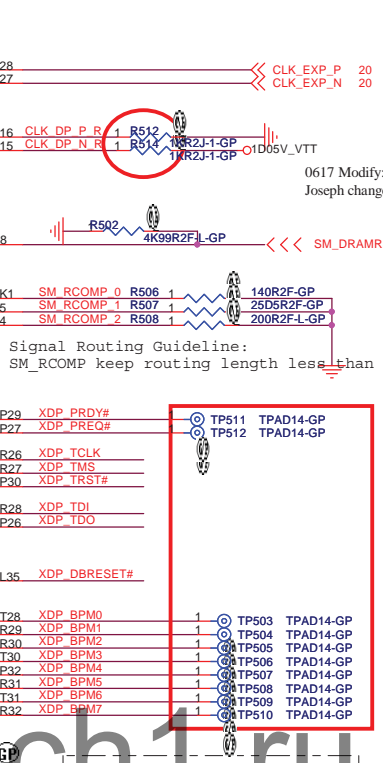 28 CLK_EXP_P 20
27 CLK_EXP_N 20
16 CLK_DP_P_R 1 R512 1KR2J-1-GP
15 CLK_DP_N_R 1 R514 1KR2J-1-GP 1D05V_VTT
0617 Modify:
Joseph change
R502
4K99R2F-L-GP
8 SM_DRAMR
K1 SM_RCOMP_0 R506 1 140R2F-GP
5 SM_RCOMP_1 R507 1 25D5R2F-GP
4 SM_RCOMP_2 R508 1 200R2F-L-GP
Signal Routing Guideline:
SM_RCOMP keep routing length less than
P29 XDP_PRDY# 1 TP511 TPAD14-GP
P27 XDP_PREQ# 1 TP512 TPAD14-GP
R26 XDP_TCLK
R27 XDP_TMS
P30 XDP_TRST#
R28 XDP_TDI
P26 XDP_TDO
L35 XDP_DBRESET#
T28 XDP_BPM0 1 TP503 TPAD14-GP
R29 XDP_BPM1 1 TP504 TPAD14-GP
R30 XDP_BPM2 1 TP505 TPAD14-GP
T30 XDP_BPM3 1 TP506 TPAD14-GP
P32 XDP_BPM4 1 TP507 TPAD14-GP
R31 XDP_BPM5 1 TP508 TPAD14-GP
T31 XDP_BPM6 1 TP509 TPAD14-GP
R32 XDP_BPM7 1 TP510 TPAD14-GP
GP
ch1.ru